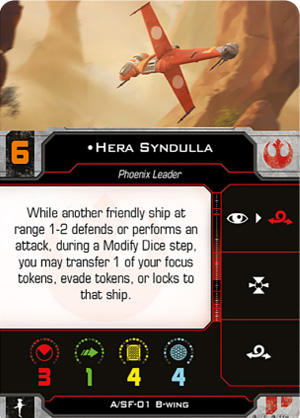 6
•Hera Syndulla
Phoenix Leader
While another friendly ship at
range 1-2 defends or performs an
attack, during a Modify Dice step,
you may transfer 1 of your focus
tokens, evade tokens, or locks to
that ship.
3 1 4 4
A/SF-01 B-wing